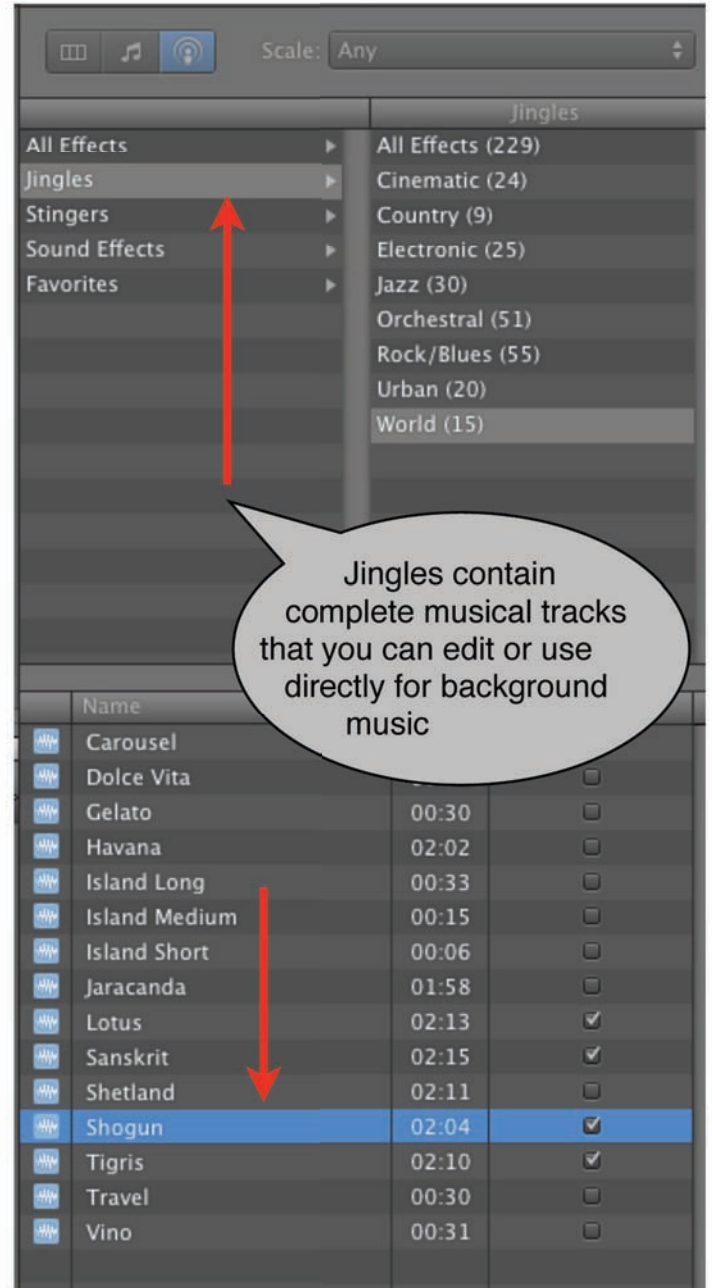 Scale: Any
Jingles
All Effects
Jingles
Stingers
Sound Effects
Favorites
All Effects (229)
Cinematic (24)
Country (9)
Electronic (25)
Jazz (30)
Orchestral (51)
Rock/Blues (55)
Urban (20)
World (15)
Jingles contain
complete musical tracks
that you can edit or use
directly for background
music
Name
Carousel
Dolce Vita
Gelato 00:30
Havana 02:02
Island Long 00:33
Island Medium 00:15
Island Short 00:06
Jaracanda 01:58
Lotus 02:13
Sanskrit 02:15
Shetland 02:11
Shogun 02:04
Tigris 02:10
Travel 00:30
Vino 00:31